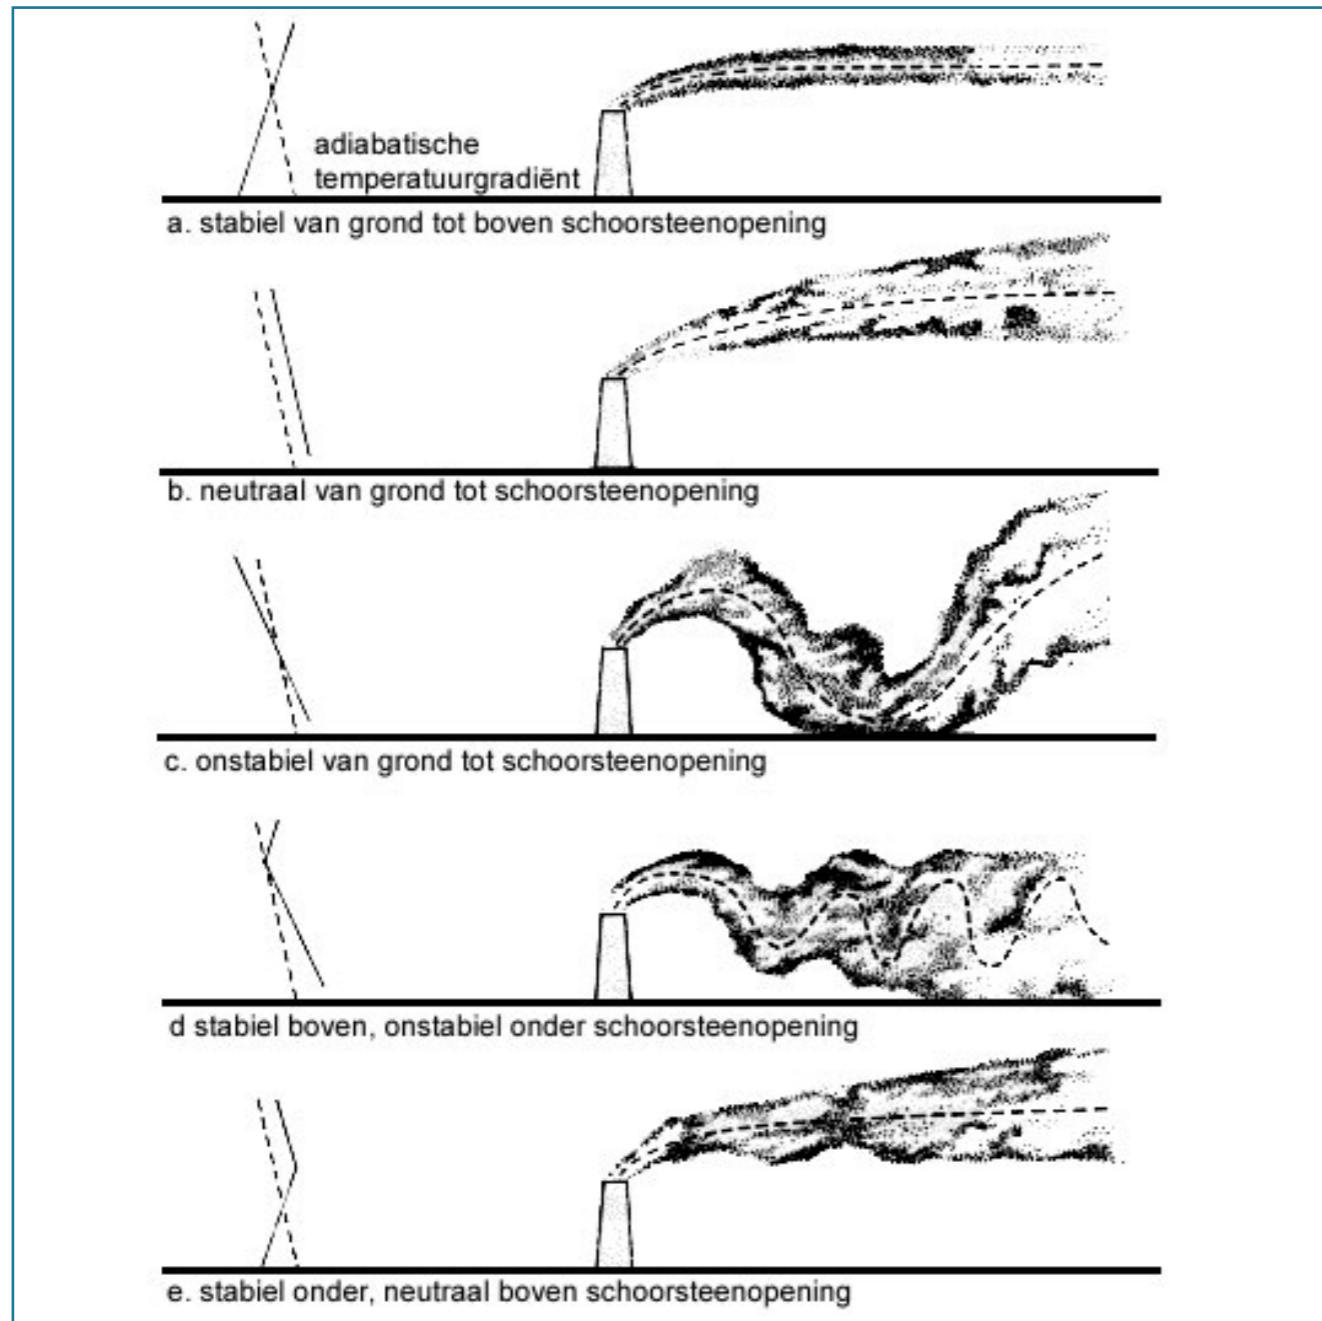 adiabatische
temperatuurgradiënt
a. stabiel van grond tot boven schoorsteenopening
b. neutraal van grond tot schoorsteenopening
c. onstabiel van grond tot schoorsteenopening
d stabiel boven, onstabiel onder schoorsteenopening
e. stabiel onder, neutraal boven schoorsteenopening